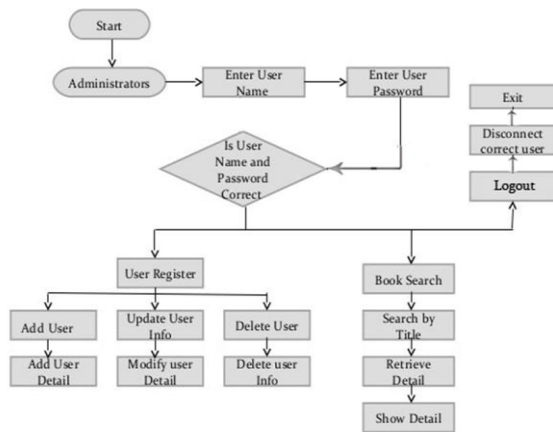 Start
Administrators
Enter User
Name
Enter User
Password
Exit
Disconnect
correct user
Logout
Is User
Name and
Password
Correct
User Register
Book Search
Add User
Update User
Info
Delete User
Search by
Title
Add User
Detail
Modify user
Detail
Delete user
Info
Retrieve
Detail
Show Detail